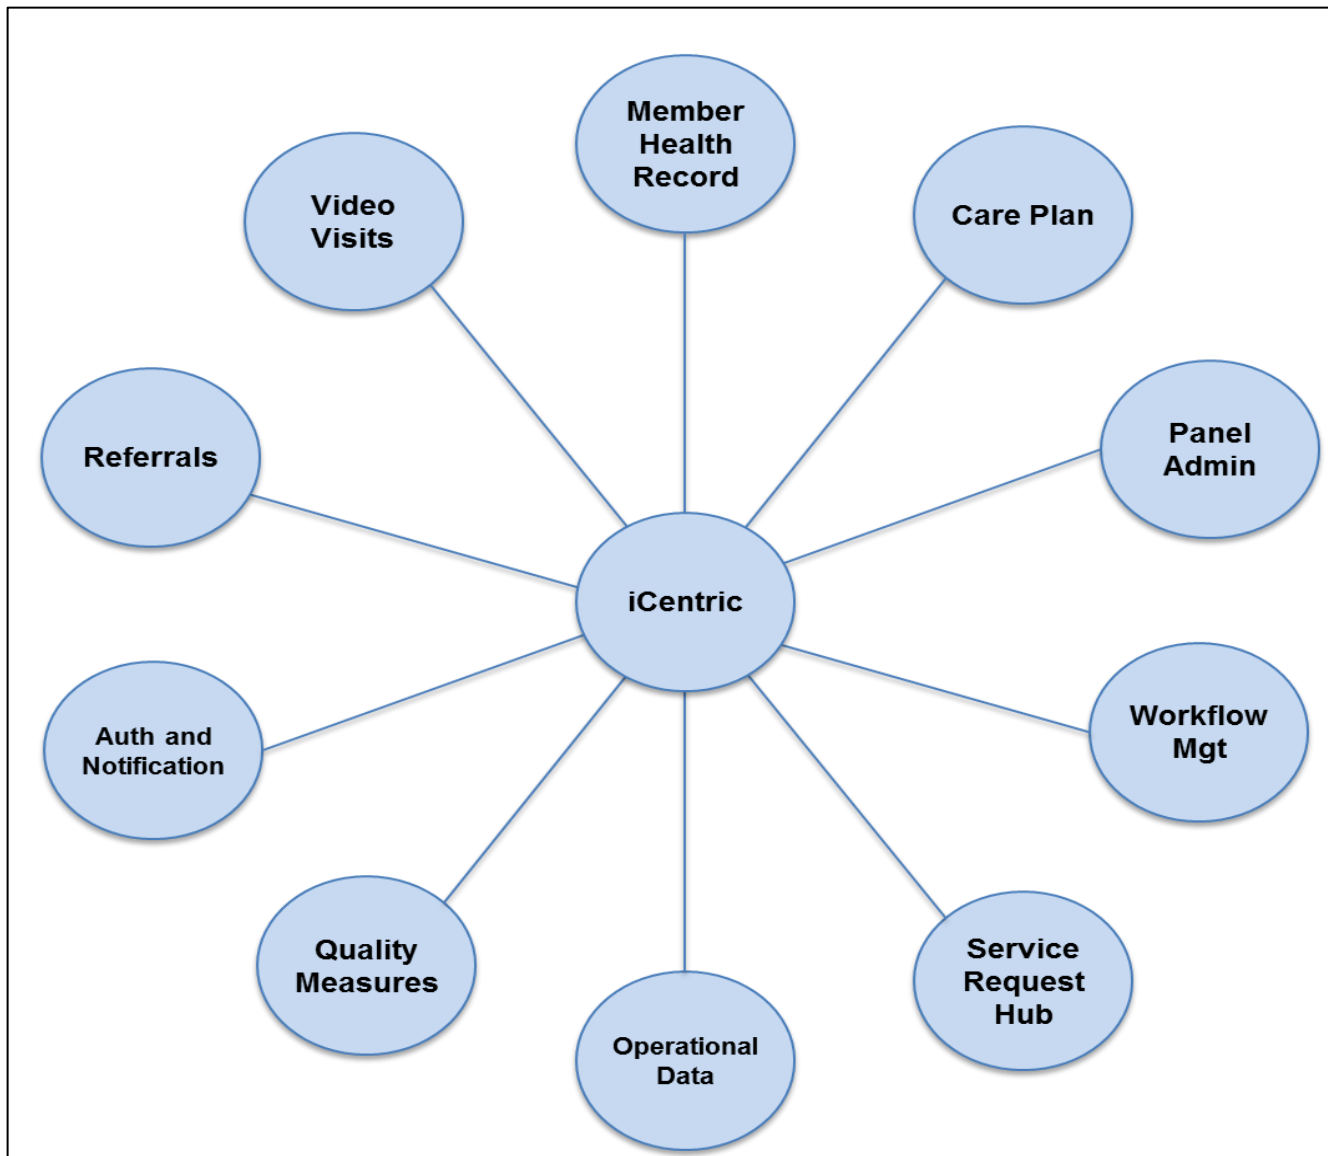 Member
Health
Record
Video
Visits
Care Plan
Referrals
Panel
Admin
iCentric
Auth and
Notification
Workflow
Mgt
Quality
Measures
Service
Request
Hub
Operational
Data